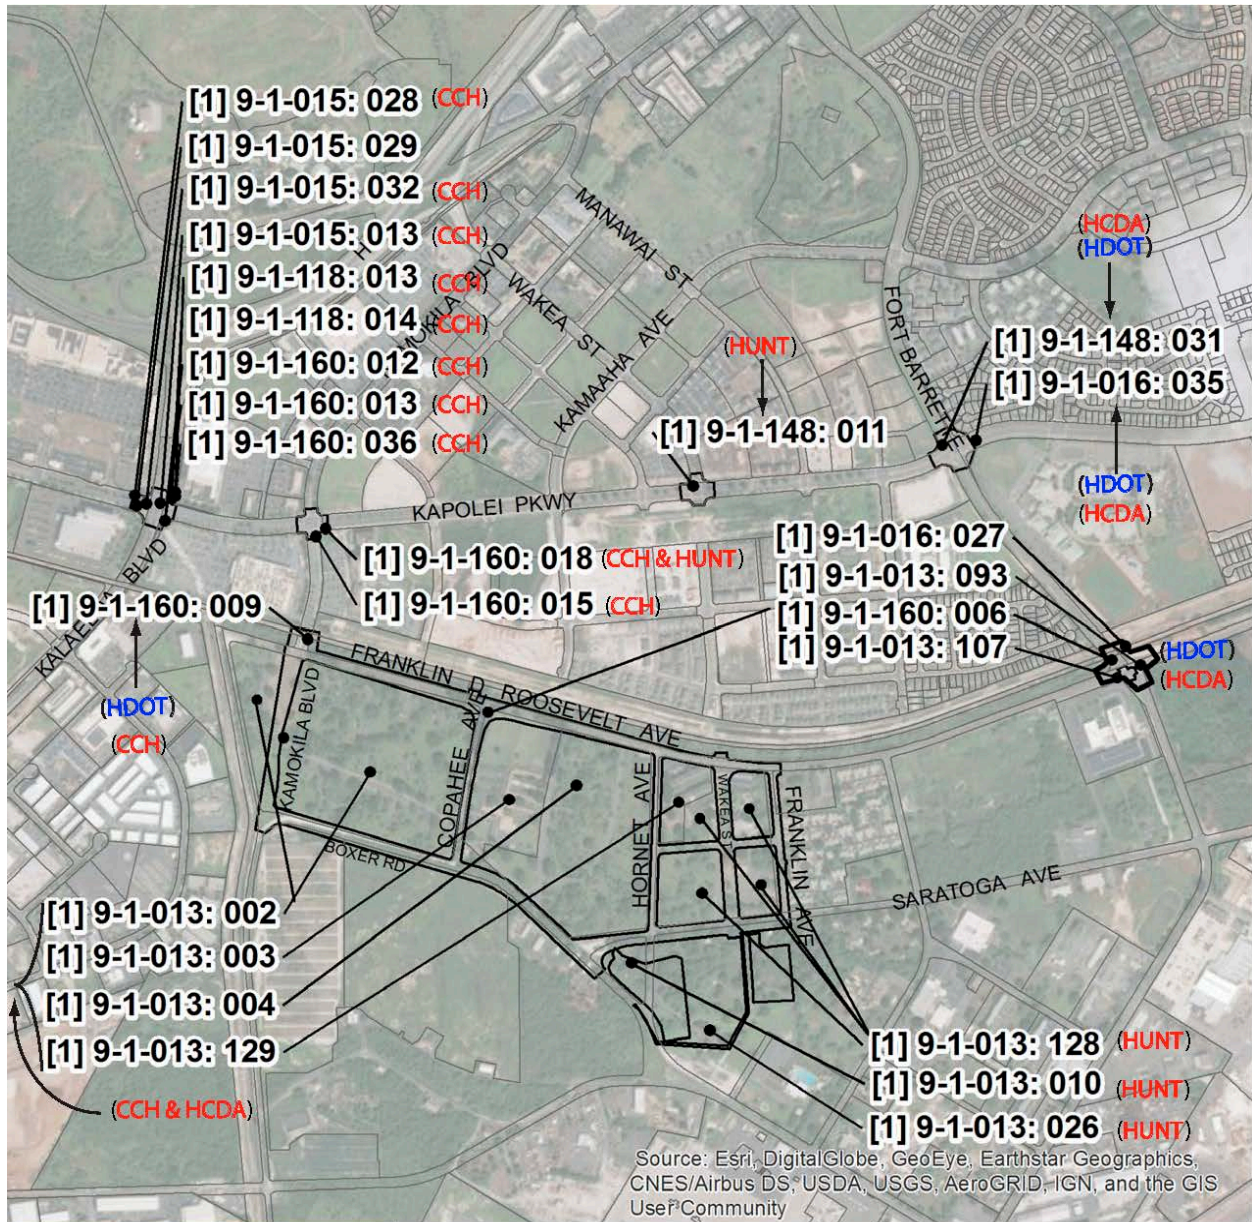 [1] 9-1-015: 028 (CCH)
[1] 9-1-015: 029
[1] 9-1-015: 032 (CCH)
[1] 9-1-015: 013 (CCH)
[1] 9-1-118: 013 (CCH)
[1] 9-1-118: 014 (CCH)
[1] 9-1-160: 012 (CCH)
[1] 9-1-160: 013 (CCH)
[1] 9-1-160: 036 (CCH)
H
BLVD
MANAWAI ST
WAKEA ST
KAMAAHA AVE
FORT BARRETTE
(HCDA)
(HDOT)
[1] 9-1-148: 031
[1] 9-1-016: 035
(HDOT)
(HCDA)
(HUNT)
[1] 9-1-148: 011
KAPOLEI PKWY
[1] 9-1-160: 018 (CCH & HUNT)
[1] 9-1-160: 015 (CCH)
BLVD
[1] 9-1-160: 009
(HDOT)
(CCH)
[1] 9-1-016: 027
[1] 9-1-013: 093
[1] 9-1-160: 006
[1] 9-1-013: 107
(HDOT)
(HCDA)
FRANKLIN D ROOSEVELT AVE
KAMOKILA BLVD
COPAHEE AVE
HORNET AVE
WAKEA ST
FRANKLIN AVE
BOXER RD
SARATOGA AVE
[1] 9-1-013: 002
[1] 9-1-013: 003
[1] 9-1-013: 004
[1] 9-1-013: 129
(CCH & HCDA)
[1] 9-1-013: 128 (HUNT)
[1] 9-1-013: 010 (HUNT)
[1] 9-1-013: 026 (HUNT)
Source: Esri, DigitalGlobe, GeoEye, Earthstar Geographics,
CNES/Airbus DS, USDA, USGS, AeroGRID, IGN, and the GIS
User Community